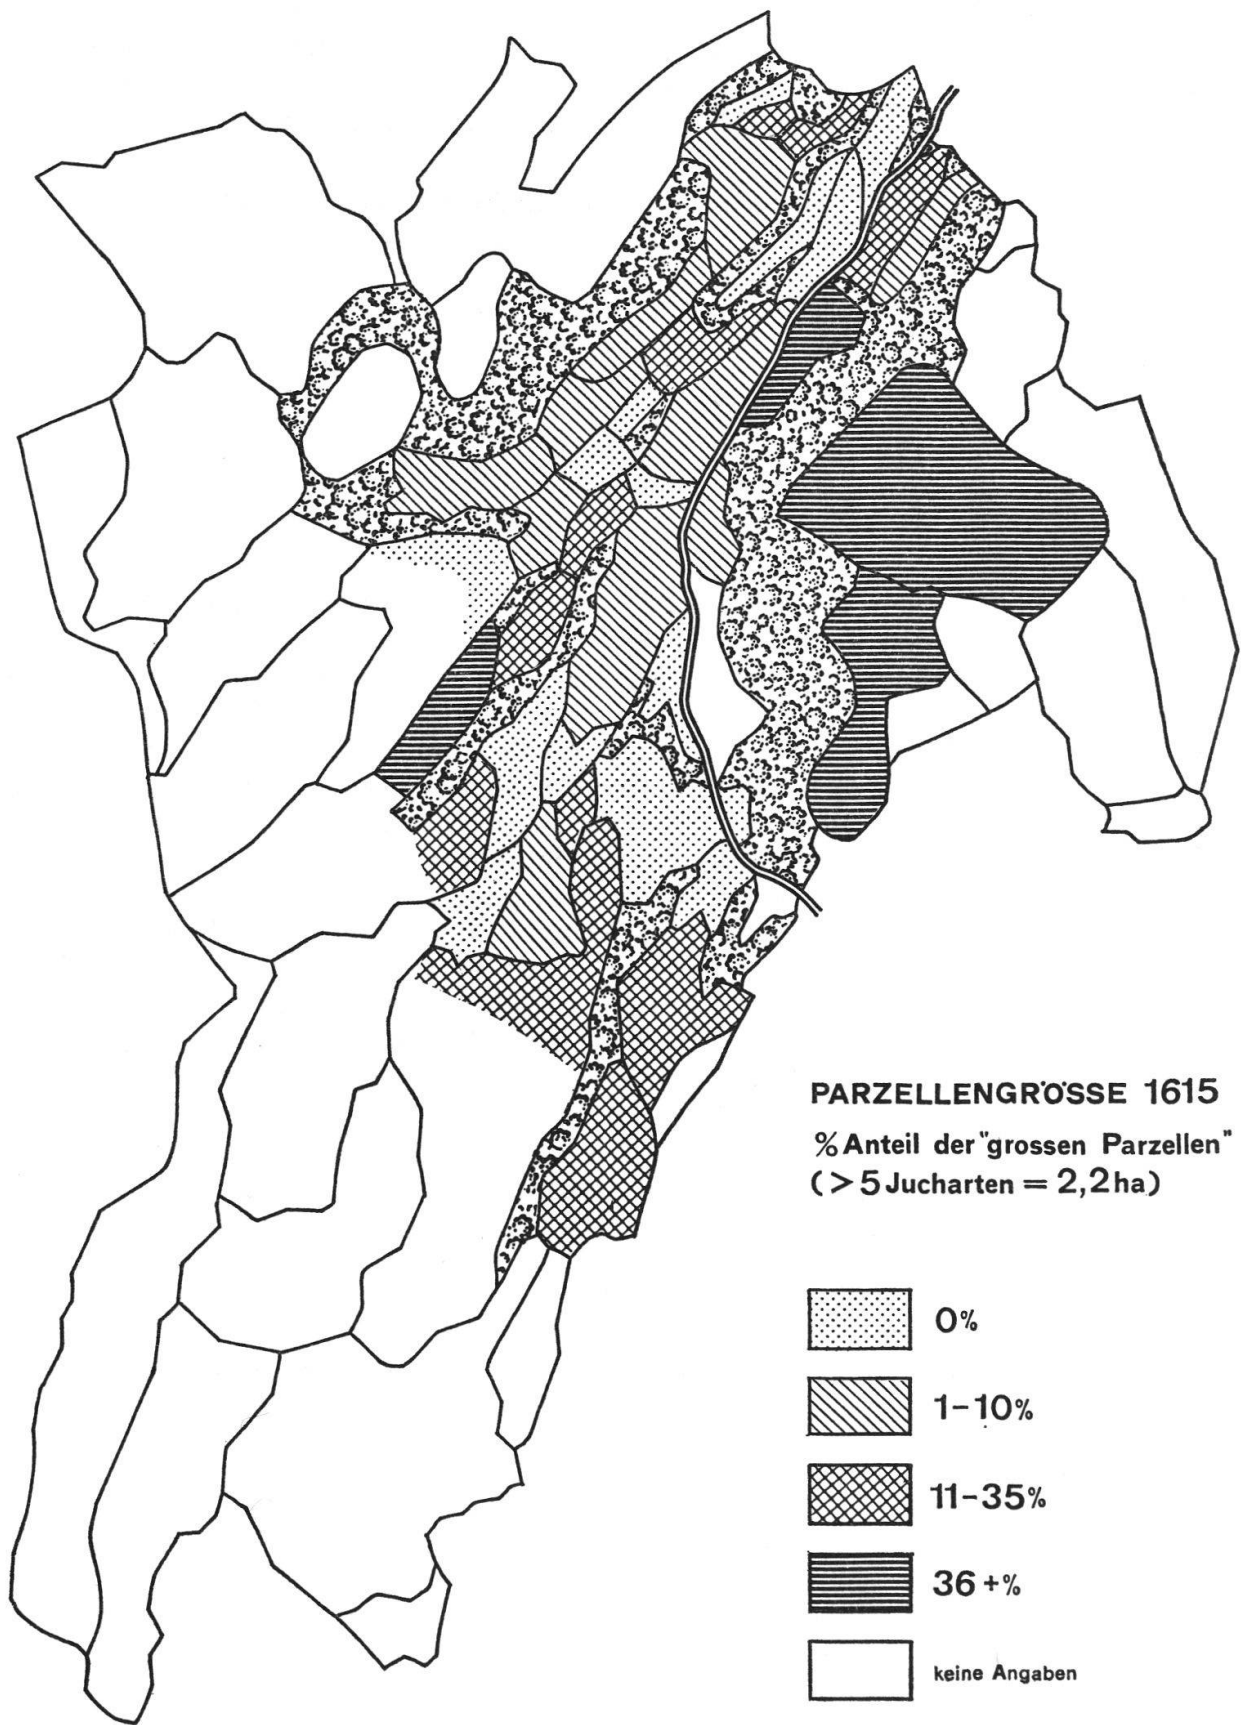 PARZELLENGRÖSSE 1615
% Anteil der "grossen Parzellen"
(> 5 Jucharten = 2,2 ha)
0%
1-10%
11-35%
36+%
keine Angaben